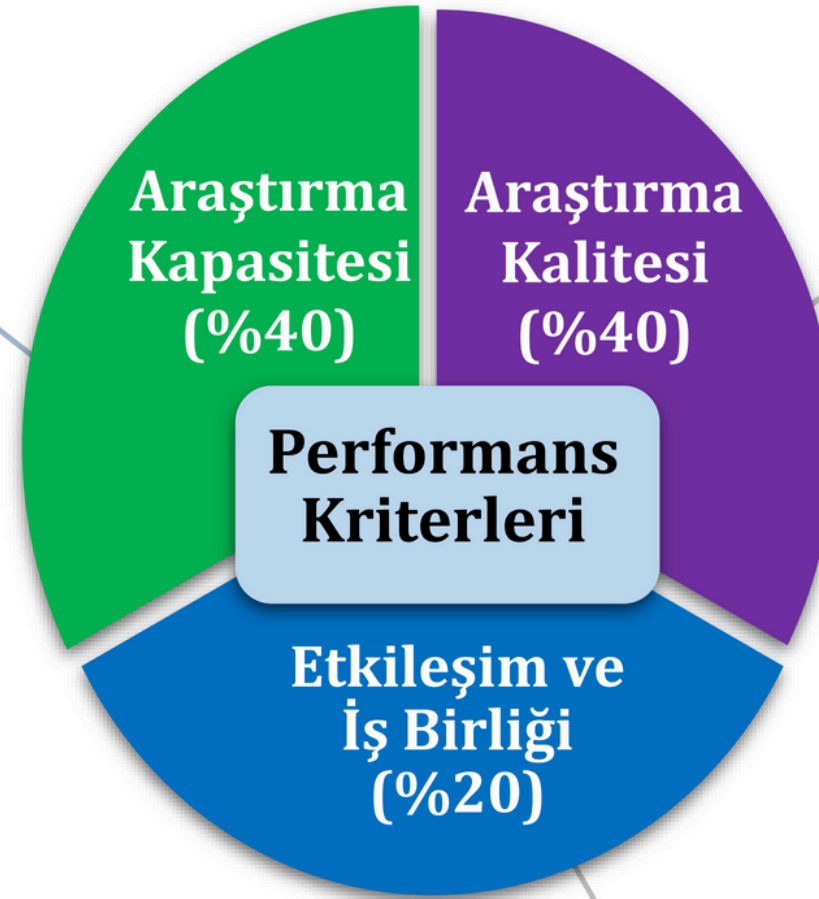 Araştırma
Kapasitesi
(%40)
Araştırma
Kalitesi
(%40)
Performans
Kriterleri
Etkileşim ve
İş Birliği
(%20)